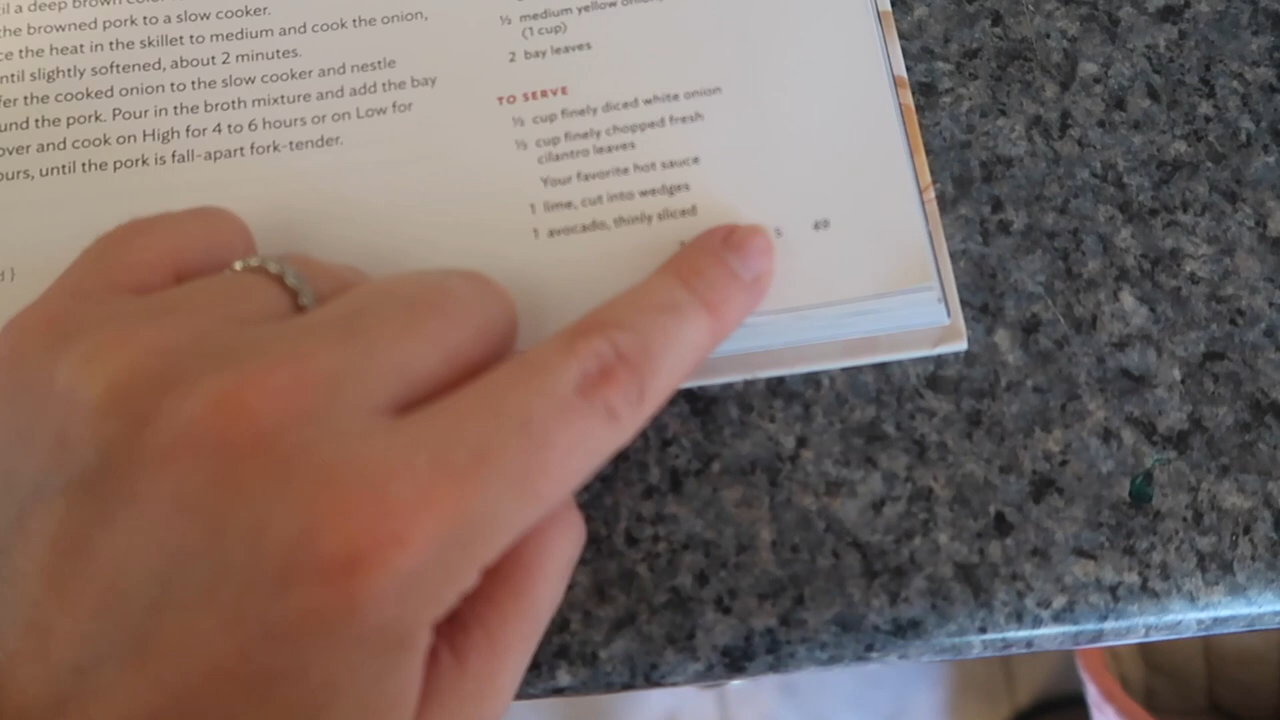 il a deep brown
the browned pork to a slow cooker.
ce the heat in the skillet to medium and cook the onion,
ntil slightly softened, about 2 minutes.
fer the cooked onion to the slow cooker and nestle
und the pork. Pour in the broth mixture and add the bay
over and cook on High for 4 to 6 hours or on Low for
ours, until the pork is fall-apart fork-tender.
d }
½ medium yellow
(1 cup)
2 bay leaves
TO SERVE
½ cup finely diced white onion
½ cup finely chopped fresh
cilantro leaves
Your favorite hot sauce
1 lime, cut into wedges
1 avocado, thinly sliced
S 49